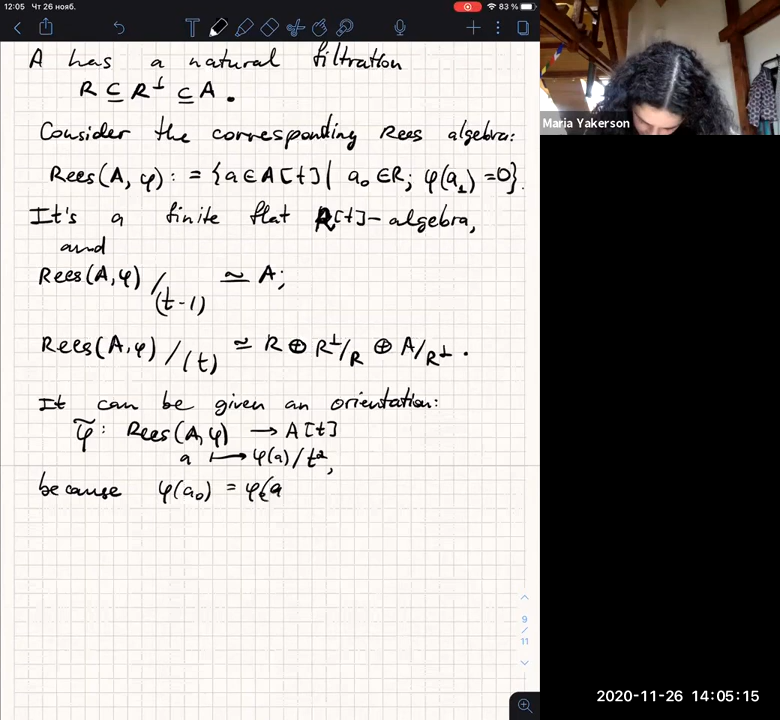 12:05 Чт 26 нояб.
83 %
A has a natural filtration
R ⊆ R^⊥ ⊆ A.
Consider the corresponding Rees algebra:
Rees(A, φ) := {a ∈ A[t] | a₀ ∈ R; φ(a₁) = 0}.
It's a finite flat R[t]-algebra,
and
Rees(A, φ) / (t-1) ≃ A;
Rees(A, φ) / (t) ≃ R ⊕ R^⊥/R ⊕ A/R^⊥.
It can be given an orientation:
φ̃: Rees(A, φ) → A[t]
a ↦ φ(a)/t²,
because φ(a₀) = φ(a
9
/
11
Maria Yakerson
2020-11-26 14:05:15